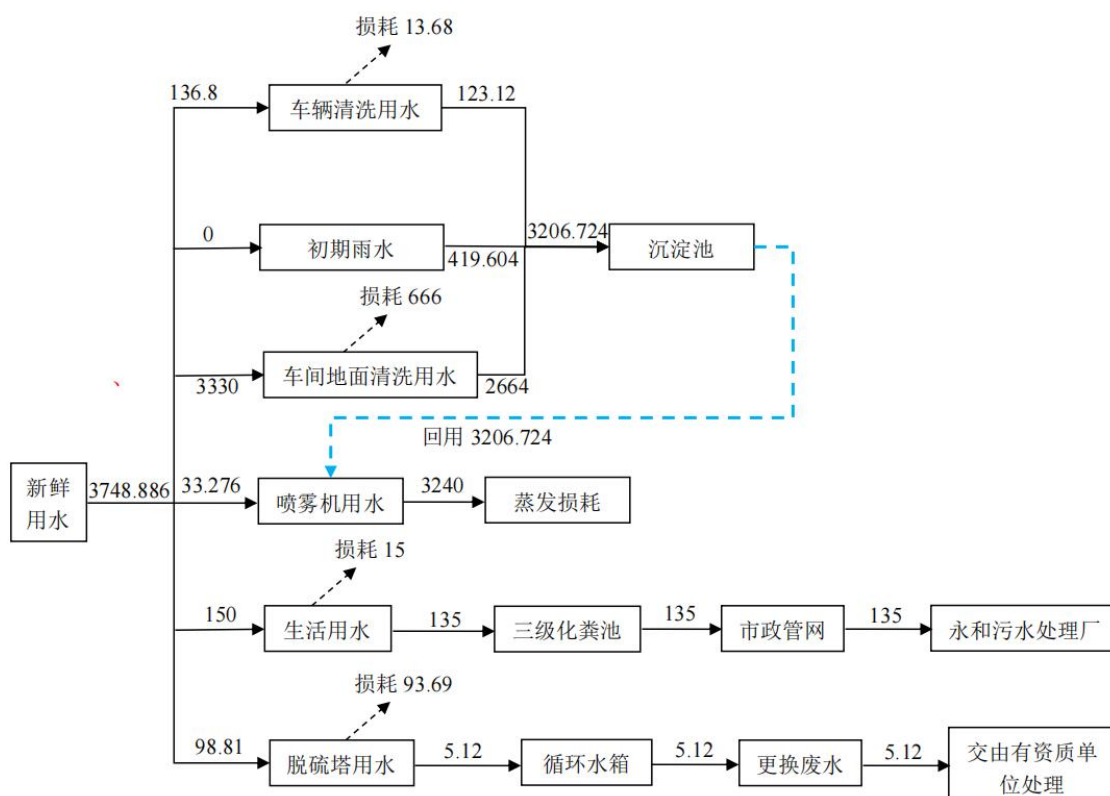 损耗 13.68
136.8
车辆清洗用水
123.12
0
初期雨水
419.604
3206.724
沉淀池
损耗 666
、
3330
车间地面清洗用水
2664
回用 3206.724
新鲜
用水
3748.886
33.276
喷雾机用水
3240
蒸发损耗
损耗 15
150
生活用水
135
三级化粪池
135
市政管网
135
永和污水处理厂
损耗 93.69
98.81
脱硫塔用水
5.12
循环水箱
5.12
更换废水
5.12
交由有资质单
位处理